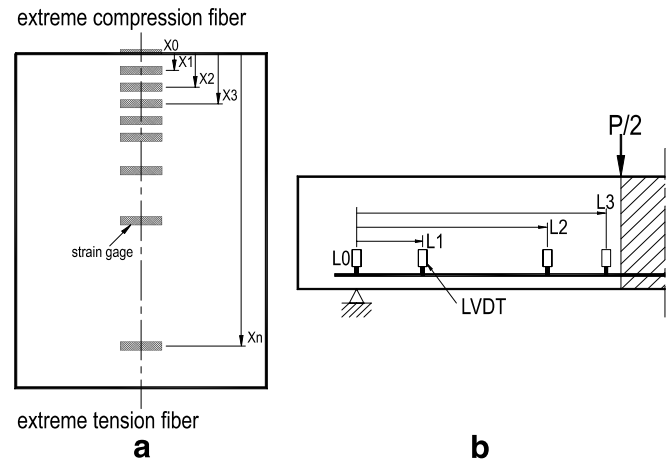 extreme compression fiber
X0
X1
X2
X3
strain gage
Xn
extreme tension fiber
a
P/2
L3
L2
L1
L0
LVDT
b